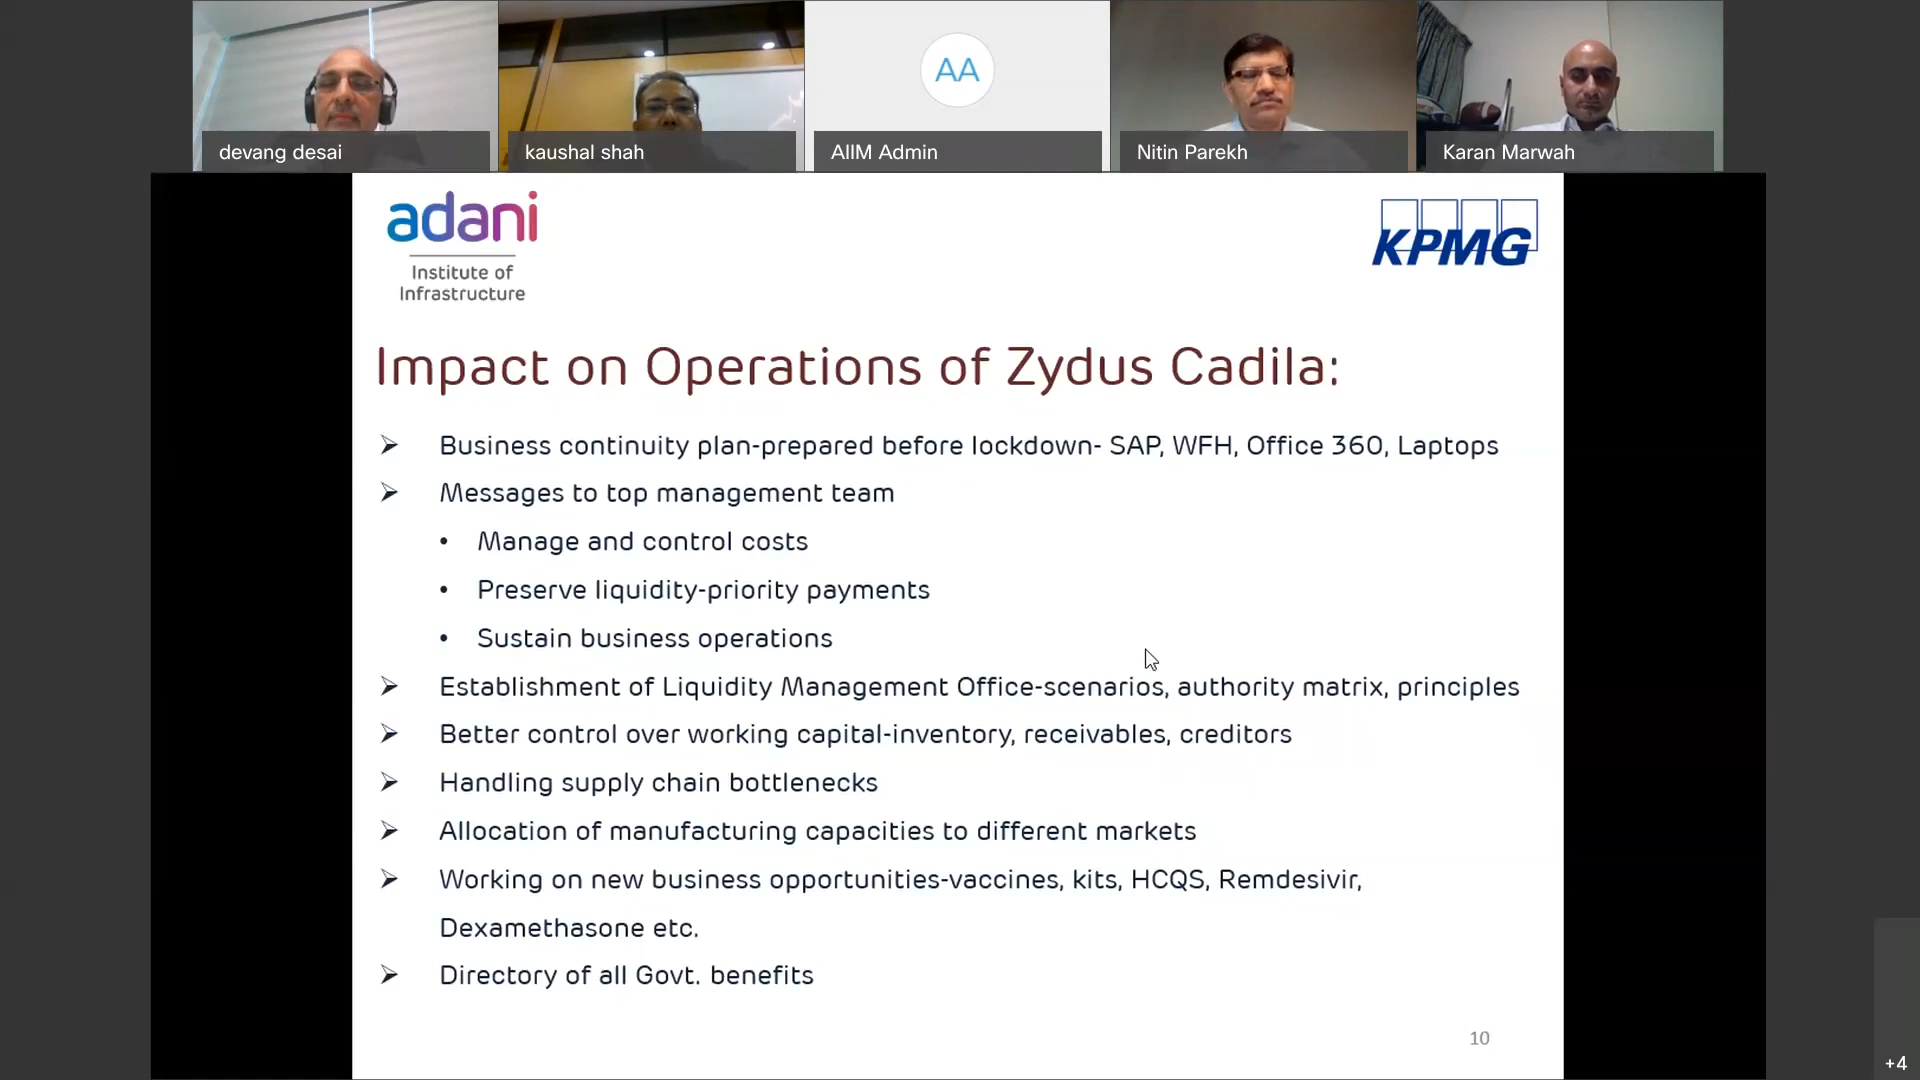 devang desai
kaushal shah
AA
AIIM Admin
Nitin Parekh
Karan Marwah
adani
Institute of
Infrastructure
KPMG
Impact on Operations of Zydus Cadila:
➢ Business continuity plan-prepared before lockdown- SAP, WFH, Office 360, Laptops
➢ Messages to top management team
• Manage and control costs
• Preserve liquidity-priority payments
• Sustain business operations
➢ Establishment of Liquidity Management Office-scenarios, authority matrix, principles
➢ Better control over working capital-inventory, receivables, creditors
➢ Handling supply chain bottlenecks
➢ Allocation of manufacturing capacities to different markets
➢ Working on new business opportunities-vaccines, kits, HCQS, Remdesivir,
Dexamethasone etc.
➢ Directory of all Govt. benefits
10
+4